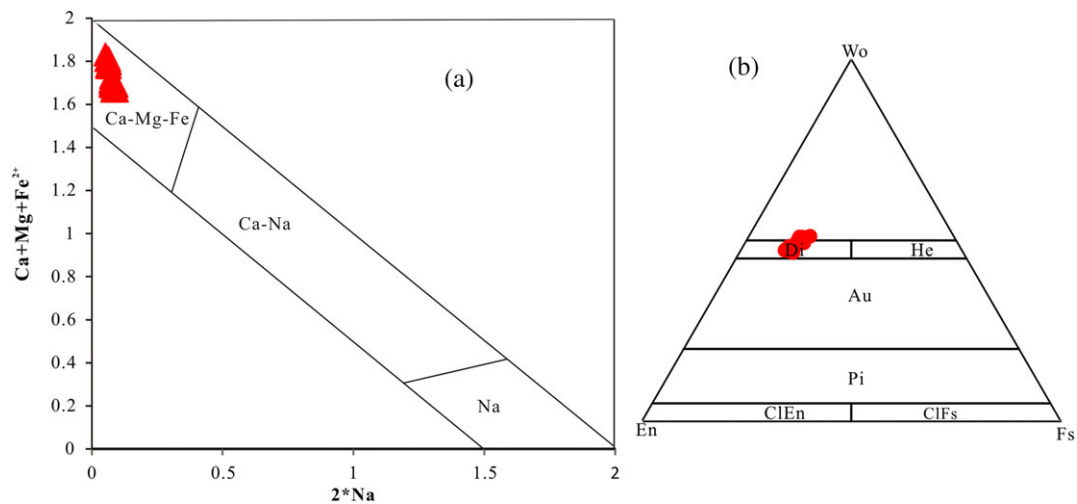 2
1.8
1.6
1.4
1.2
1
0.8
0.6
0.4
0.2
0
Ca+Mg+Fe²⁺
(a)
Ca-Mg-Fe
Ca-Na
Na
0
0.5
1
1.5
2
2*Na
(b)
Wo
Di
He
Au
Pi
ClEn
ClFs
En
Fs